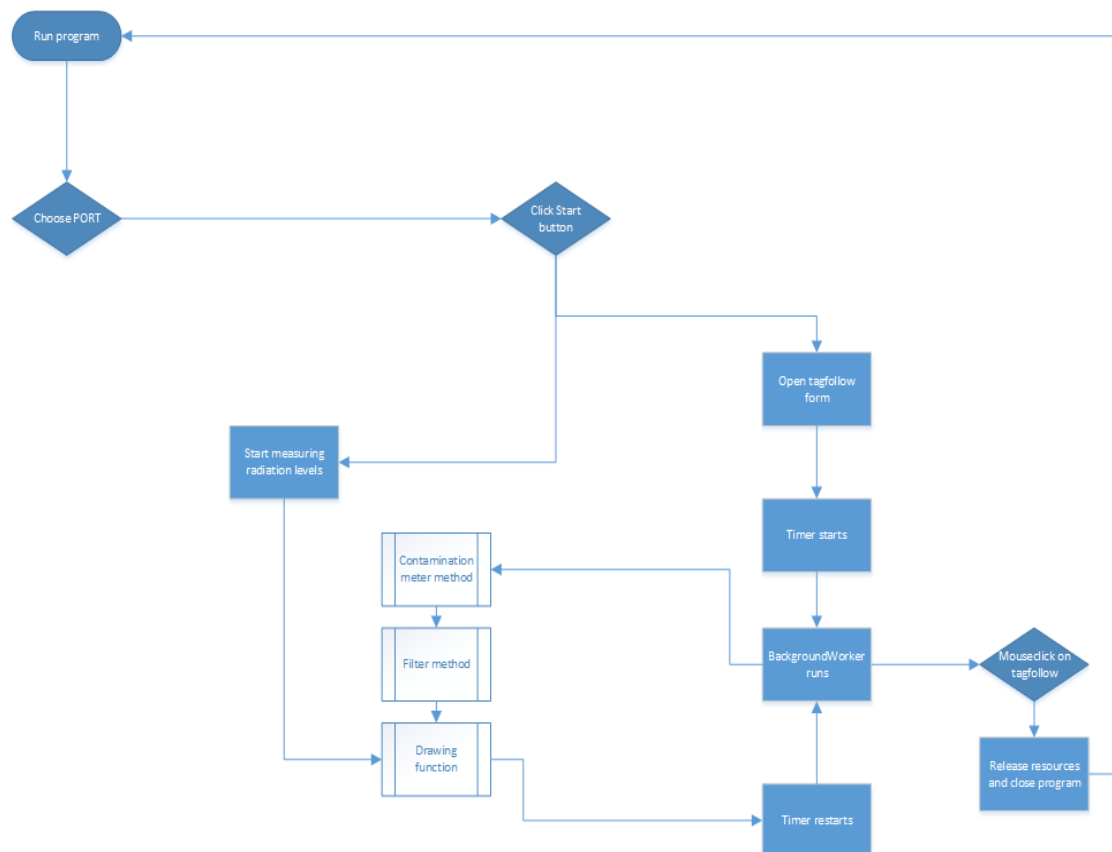 Run program
Choose PORT
Click Start
button
Open tagfollow
form
Start measuring
radiation levels
Timer starts
Contamination
meter method
Filter method
BackgroundWorker
runs
Mouseclick on
tagfollow
Drawing
function
Release resources
and close program
Timer restarts